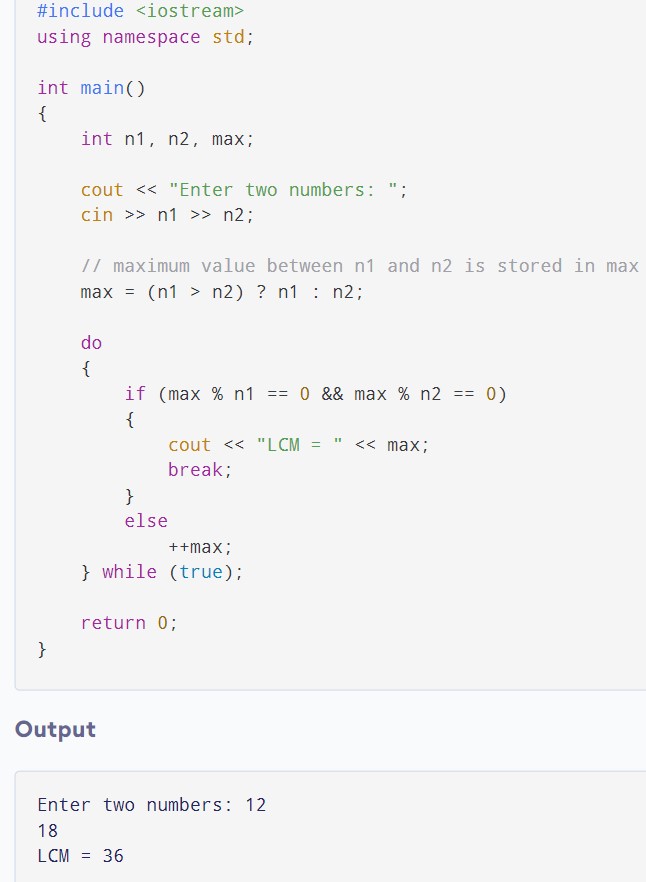 #include <iostream>
using namespace std;
int main()
{
int n1, n2, max;
cout << "Enter two numbers: ";
cin >> n1 >> n2;
// maximum value between n1 and n2 is stored in max
max = (n1 > n2) ? n1 : n2;
do
{
if (max % n1 == 0 && max % n2 == 0)
{
cout << "LCM = " << max;
break;
}
else
++max;
} while (true);
return 0;
}
Output
Enter two numbers: 12
18
LCM = 36